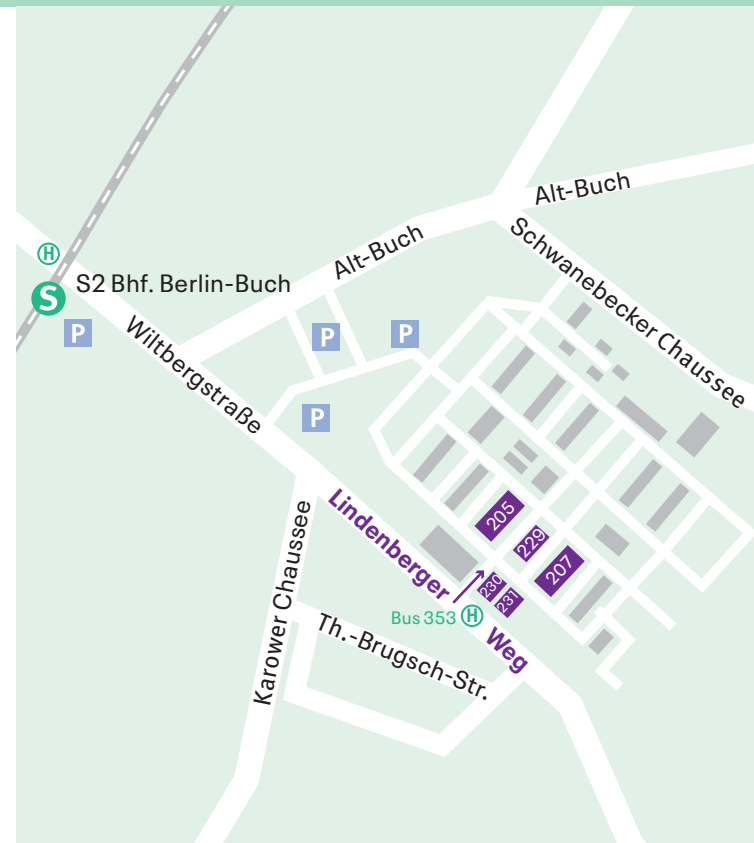 Alt-Buch
Alt-Buch
Schwanebecker Chaussee
H
S2 Bhf. Berlin-Buch
S
P
P
P
P
Wiltbergstraße
Lindenberger
Weg
205
229
207
230
231
Bus 353 H
Karower Chaussee
Th.-Brugsch-Str.